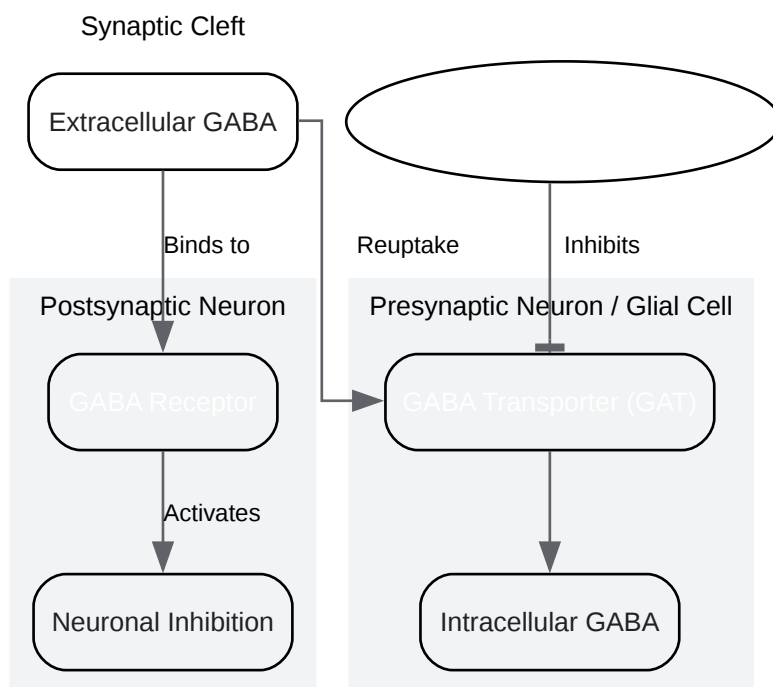 Synaptic Cleft
Extracellular GABA
Binds to
Reuptake
Inhibits
Postsynaptic Neuron
Presynaptic Neuron / Glial Cell
GABA Receptor
GABA Transporter (GAT)
Activates
Neuronal Inhibition
Intracellular GABA